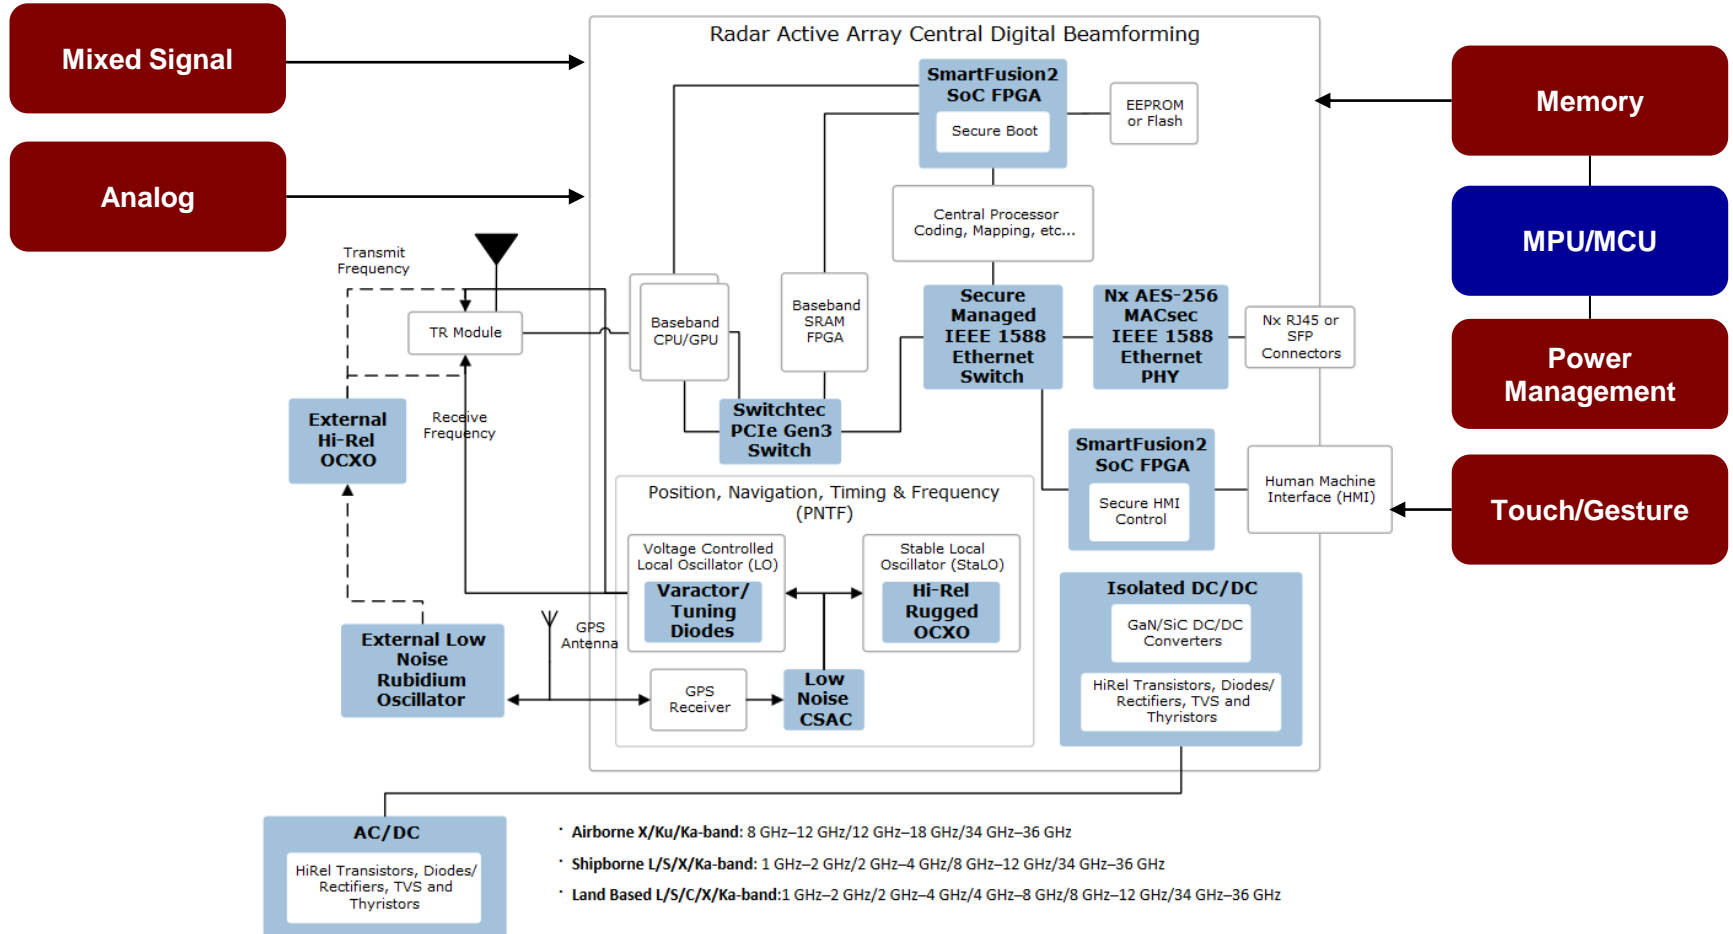 Mixed Signal
Analog
Radar Active Array Central Digital Beamforming
SmartFusion2
SoC FPGA
Secure Boot
EEPROM
or Flash
Memory
MPU/MCU
Power
Management
Touch/Gesture
Central Processor
Coding, Mapping, etc...
Transmit
Frequency
TR Module
Baseband
CPU/GPU
Baseband
SRAM
FPGA
Secure
Managed
IEEE 1588
Ethernet
Switch
Nx AES-256
MACsec
IEEE 1588
Ethernet
PHY
Nx RJ45 or
SFP
Connectors
Receive
Frequency
External
Hi-Rel
OCXO
Switchtec
PCIe Gen3
Switch
SmartFusion2
SoC FPGA
Secure HMI
Control
Human Machine
Interface (HMI)
Position, Navigation, Timing & Frequency
(PNTF)
Voltage Controlled
Local Oscillator (LO)
Varactor/
Tuning
Diodes
Stable Local
Oscillator (StaLO)
Hi-Rel
Rugged
OCXO
GPS
Antenna
External Low
Noise
Rubidium
Oscillator
GPS
Receiver
Low
Noise
CSAC
Isolated DC/DC
GaN/SiC DC/DC
Converters
HiRel Transistors, Diodes/
Rectifiers, TVS and
Thyristors
AC/DC
HiRel Transistors, Diodes/
Rectifiers, TVS and
Thyristors
· Airborne X/Ku/Ka-band: 8 GHz–12 GHz/12 GHz–18 GHz/34 GHz–36 GHz
· Shipborne L/S/X/Ka-band: 1 GHz–2 GHz/2 GHz–4 GHz/8 GHz–12 GHz/34 GHz–36 GHz
· Land Based L/S/C/X/Ka-band:1 GHz–2 GHz/2 GHz–4 GHz/4 GHz–8 GHz/8 GHz–12 GHz/34 GHz–36 GHz